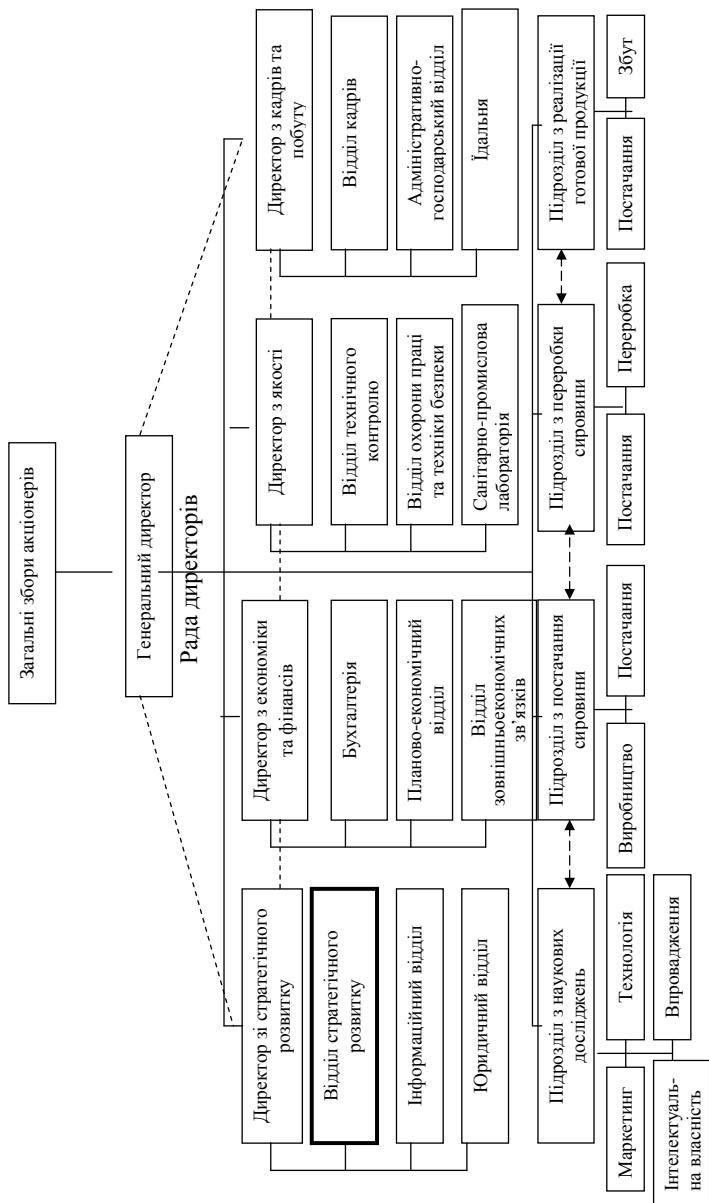 Загальні збори акціонерів
Генеральний директор
Рада директорів
Директор зі стратегічного
розвитку
Директор з економіки
та фінансів
Директор з якості
Директор з кадрів та
побуту
Відділ стратегічного
розвитку
Бухгалтерія
Відділ технічного
контролю
Відділ кадрів
Інформаційний відділ
Планово-економічний
відділ
Відділ охорони праці
та техніки безпеки
Адміністративно-
господарський відділ
Юридичний відділ
Відділ
зовнішньоекономічних
зв’язків
Санітарно-промислова
лабораторія
Їдальня
Підрозділ з наукових
досліджень
Підрозділ з постачання
сировини
Підрозділ з переробки
сировини
Підрозділ з реалізації
готової продукції
Маркетинг
Технологія
Виробництво
Постачання
Постачання
Переробка
Постачання
Збут
Інтелектуаль-
на власність
Впровадження